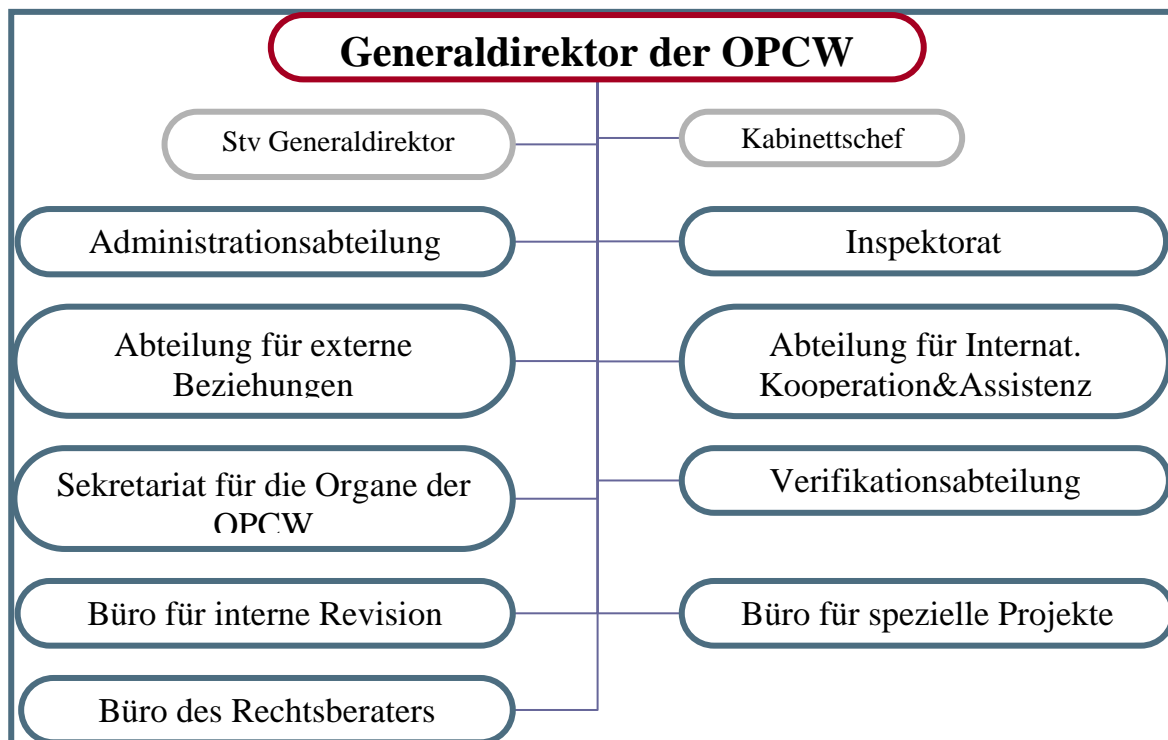 Generaldirektor der OPCW
Stv Generaldirektor
Kabinettschef
Administrationsabteilung
Inspektorat
Abteilung für externe
Beziehungen
Abteilung für Internat.
Kooperation&Assistenz
Sekretariat für die Organe der
OPCW
Verifikationsabteilung
Büro für interne Revision
Büro für spezielle Projekte
Büro des Rechtsberaters